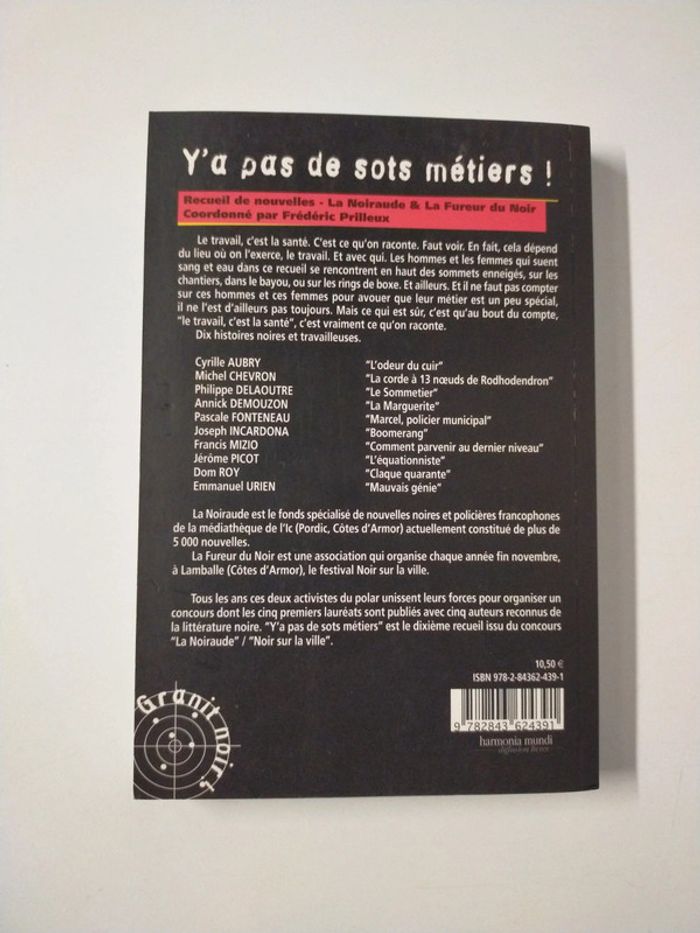 Y'a pas de sots métiers !
Recueil de nouvelles - La Noiraude & La Fureur du Noir
Coordonné par Frédéric Prilleux
Le travail, c'est la santé. C'est ce qu'on raconte. Faut voir. En fait, cela dépend
du lieu où on l'exerce, le travail. Et avec qui. Les hommes et les femmes qui suent
sang et eau dans ce recueil se rencontrent en haut des sommets enneigés, sur les
chantiers, dans le bayou, ou sur les rings de boxe. Et ailleurs. Et il ne faut pas compter
sur ces hommes et ces femmes pour avouer que leur métier est un peu spécial,
il ne l'est d'ailleurs pas toujours. Mais ce qui est sûr, c'est qu'au bout du compte,
"le travail, c'est la santé", c'est vraiment ce qu'on raconte.
Dix histoires noires et travailleuses.
Cyrille AUBRY "L'odeur du cuir"
Michel CHEVRON "La corde à 13 nœuds de Rodhodendron"
Philippe DELAOUTRE "Le Sommetier"
Annick DEMOUZON "La Marguerite"
Pascale FONTENEAU "Marcel, policier municipal"
Joseph INCARDONA "Boomerang"
Francis MIZIO "Comment parvenir au dernier niveau"
Jérôme PICOT "L'équationniste"
Dom ROY "Claque quarante"
Emmanuel URIEN "Mauvais génie"
La Noiraude est le fonds spécialisé de nouvelles noires et policières francophones
de la médiathèque de l'Ic (Pordic, Côtes d'Armor) actuellement constitué de plus de
5 000 nouvelles.
La Fureur du Noir est une association qui organise chaque année fin novembre,
à Lamballe (Côtes d'Armor), le festival Noir sur la ville.
Tous les ans ces deux activistes du polar unissent leurs forces pour organiser un
concours dont les cinq premiers lauréats sont publiés avec cinq auteurs reconnus de
la littérature noire. "Y'a pas de sots métiers" est le dixième recueil issu du concours
"La Noiraude" / "Noir sur la ville".
10,50 €
ISBN 978-2-84362-439-1
9 782843 624391
harmonia mundi
diffusion livres
Granit noir 4